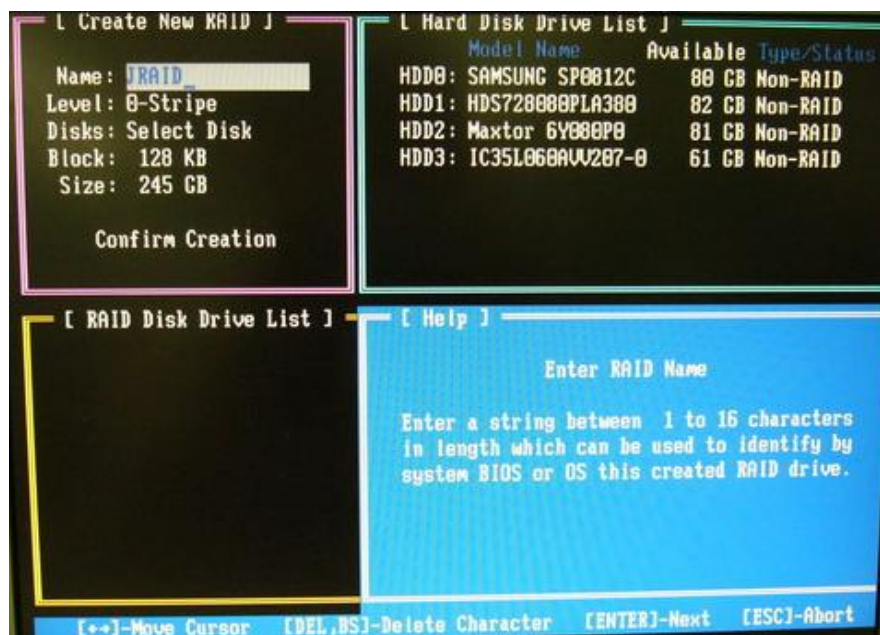 [ Create New RAID ]
Name: JRAID_
Level: 0-Stripe
Disks: Select Disk
Block: 128 KB
Size: 245 GB
Confirm Creation
[ Hard Disk Drive List ]
Model Name Available Type/Status
HDD0: SAMSUNG SP0812C 80 GB Non-RAID
HDD1: HDS728080PLA380 82 GB Non-RAID
HDD2: Maxtor 6Y080P0 81 GB Non-RAID
HDD3: IC35L060AVV207-0 61 GB Non-RAID
[ RAID Disk Drive List ]
[ Help ]
Enter RAID Name
Enter a string between 1 to 16 characters
in length which can be used to identify by
system BIOS or OS this created RAID drive.
[←→]-Move Cursor [DEL,BS]-Delete Character [ENTER]-Next [ESC]-Abort